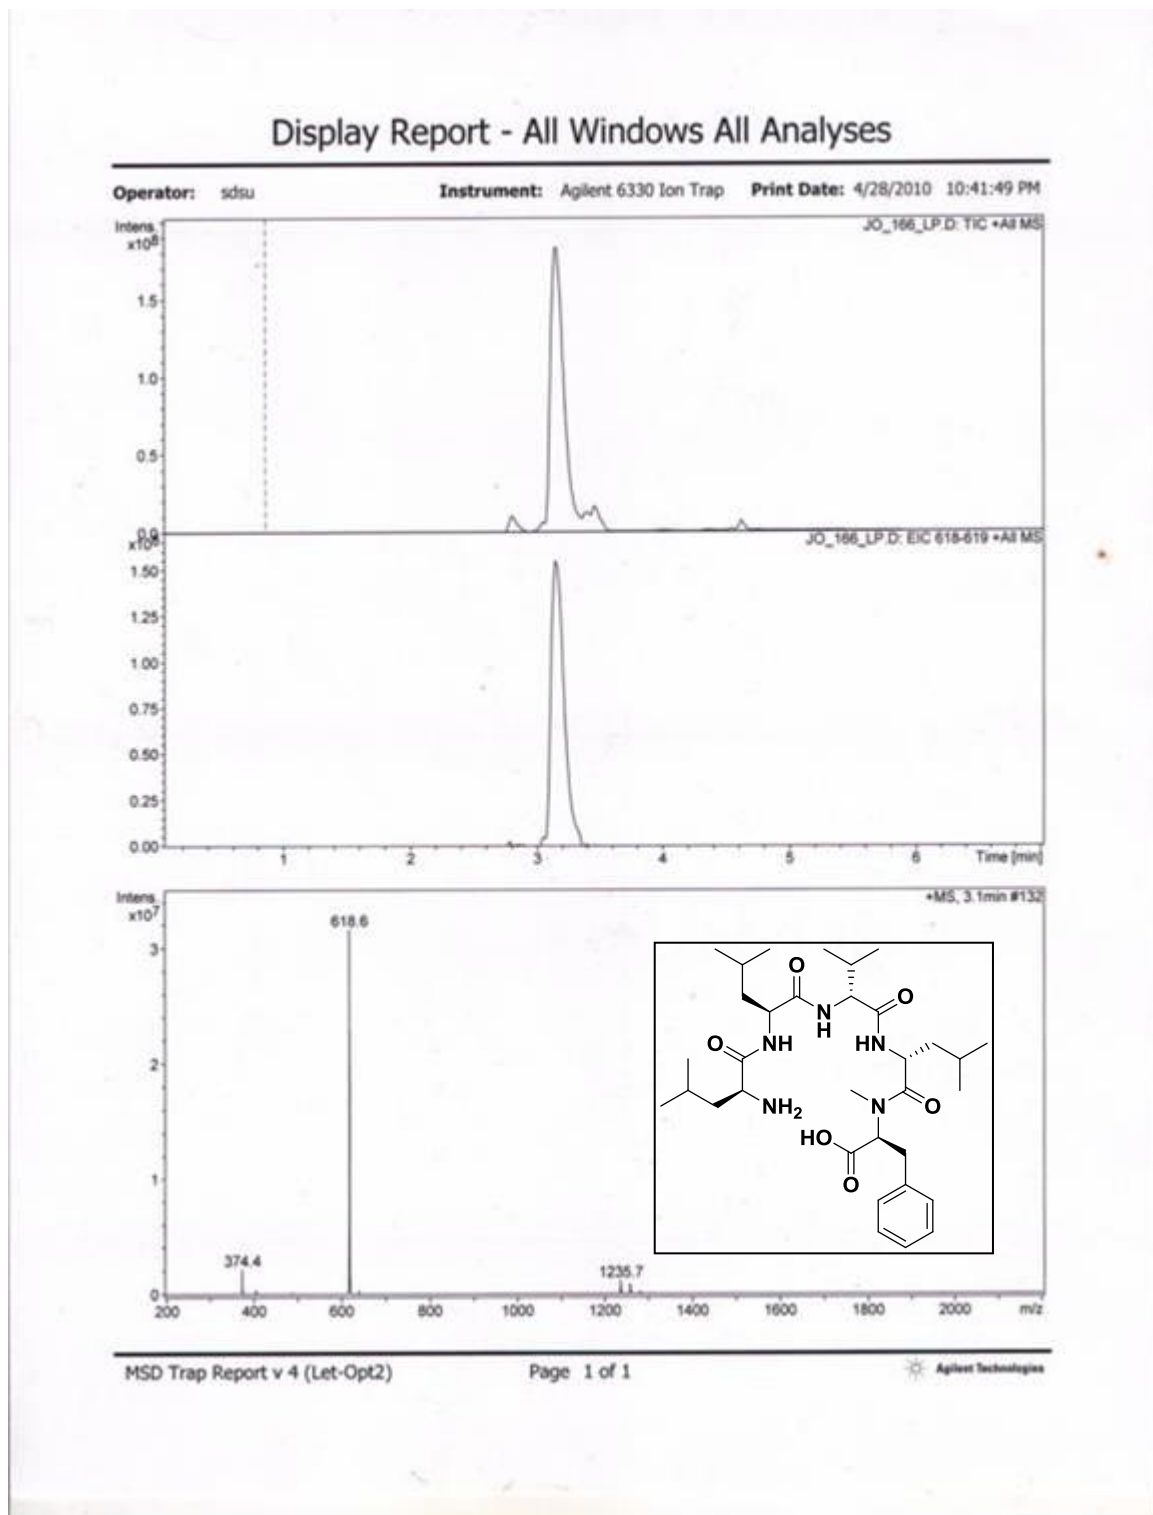 Display Report - All Windows All Analyses
Operator: sdsu Instrument: Agilent 6330 Ion Trap Print Date: 4/28/2010 10:41:49 PM
Intens.
x10⁸
JO_166_LP.D: TIC +All MS
1.5
1.0
0.5
0.0
JO_166_LP.D: EIC 618-619 +All MS
1.50
1.25
1.00
0.75
0.50
0.25
0.00
1 2 3 4 5 6 Time [min]
Intens.
x10⁷
+MS, 3.1min #132
618.6
3
2
1
0
374.4
1235.7
O
O
N
H
O
NH
HN
NH₂
N
O
HO
O
200 400 600 800 1000 1200 1400 1600 1800 2000 m/z
MSD Trap Report v 4 (Let-Opt2) Page 1 of 1 Agilent Technologies